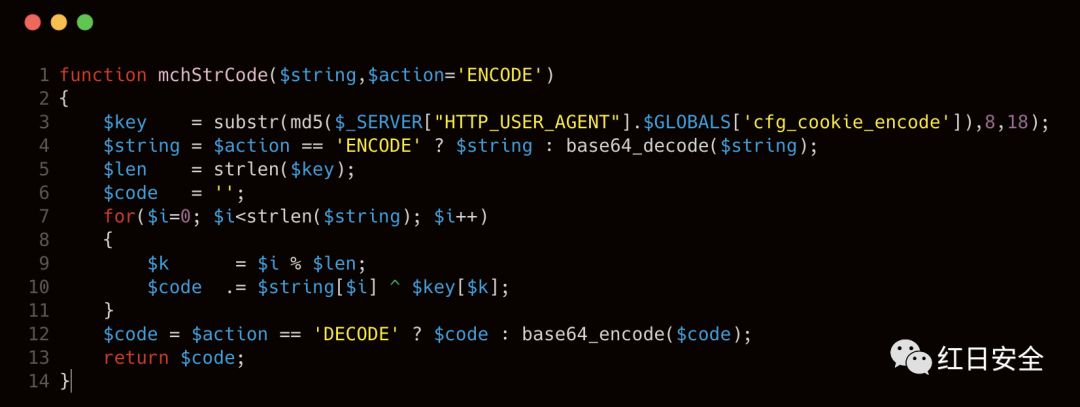 1 function mchStrCode($string,$action='ENCODE')
2 {
3     $key    = substr(md5($_SERVER["HTTP_USER_AGENT"].$GLOBALS['cfg_cookie_encode']),8,18);
4     $string = $action == 'ENCODE' ? $string : base64_decode($string);
5     $len    = strlen($key);
6     $code   = '';
7     for($i=0; $i<strlen($string); $i++)
8     {
9         $k      = $i % $len;
10         $code  .= $string[$i] ^ $key[$k];
11     }
12     $code = $action == 'DECODE' ? $code : base64_encode($code);
13     return $code;
14 }
红日安全